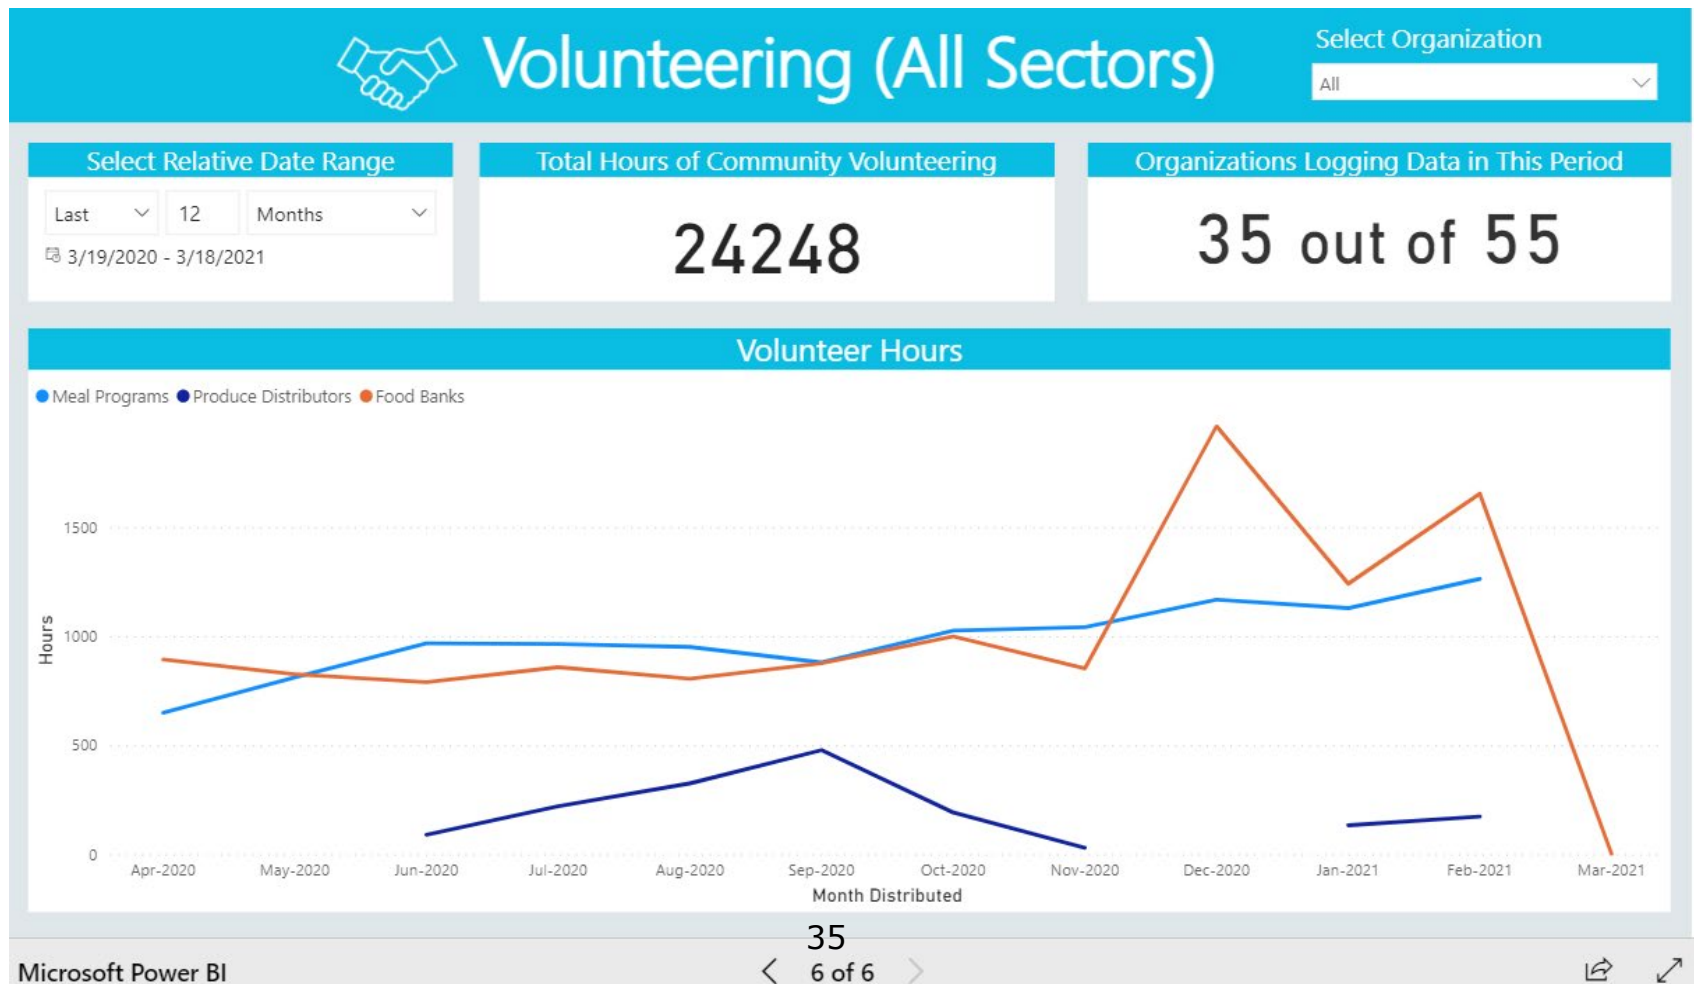 Volunteering (All Sectors)
Select Organization
All
Select Relative Date Range
Last 12 Months
3/19/2020 - 3/18/2021
Total Hours of Community Volunteering
24248
Organizations Logging Data in This Period
35 out of 55
Volunteer Hours
Meal Programs Produce Distributors Food Banks
1500
1000
500
0
Hours
Apr-2020 May-2020 Jun-2020 Jul-2020 Aug-2020 Sep-2020 Oct-2020 Nov-2020 Dec-2020 Jan-2021 Feb-2021 Mar-2021
Month Distributed
35
Microsoft Power BI
6 of 6